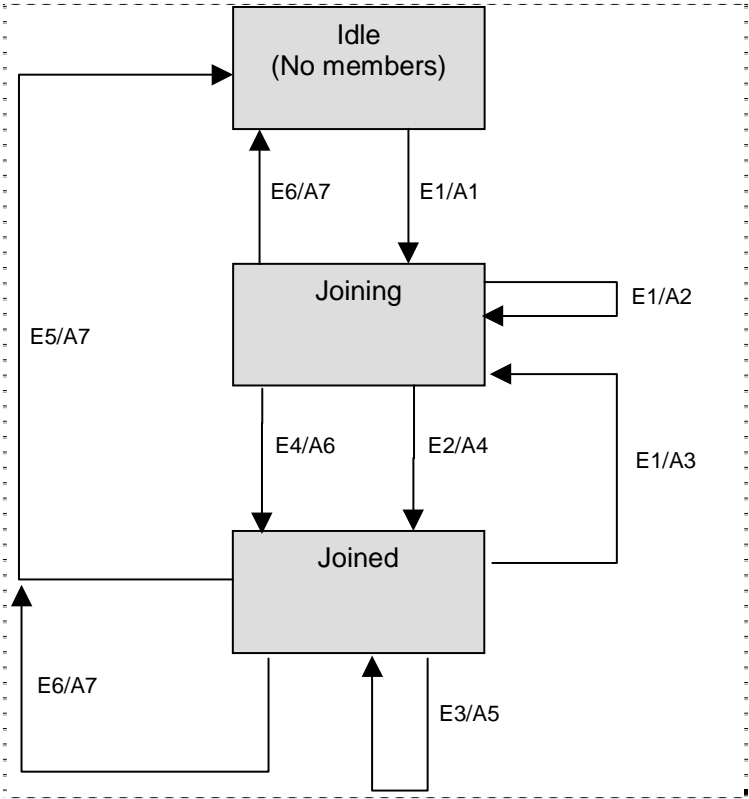 Idle
(No members)
E6/A7
E1/A1
Joining
E1/A2
E5/A7
E4/A6
E2/A4
E1/A3
Joined
E6/A7
E3/A5